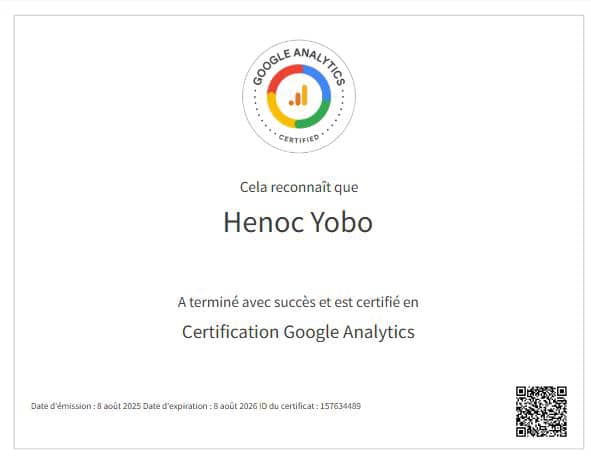 GOOGLE ANALYTICS
CERTIFIED
Cela reconnaît que
Henoc Yobo
A terminé avec succès et est certifié en
Certification Google Analytics
Date d'émission : 8 août 2025 Date d'expiration : 8 août 2026 ID du certificat : 157634489